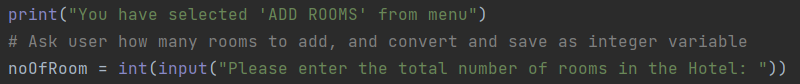 print("You have selected 'ADD ROOMS' from menu")
# Ask user how many rooms to add, and convert and save as integer variable
noOfRoom = int(input("Please enter the total number of rooms in the Hotel: "))